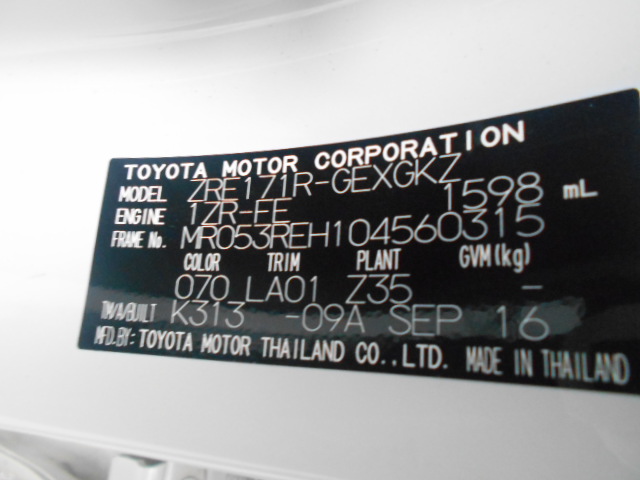 TOYOTA MOTOR CORPORATION
MODEL ZRE171R-GEXGKZ
ENGINE 1ZR-FE 1598 mL
FRAME No. MR053REH104560315
COLOR TRIM PLANT GVM(kg)
070 LA01 Z35 -
T/M/A/BUILT K313 -09A SEP 16
MFD.BY:TOYOTA MOTOR THAILAND CO.,LTD. MADE IN THAILAND